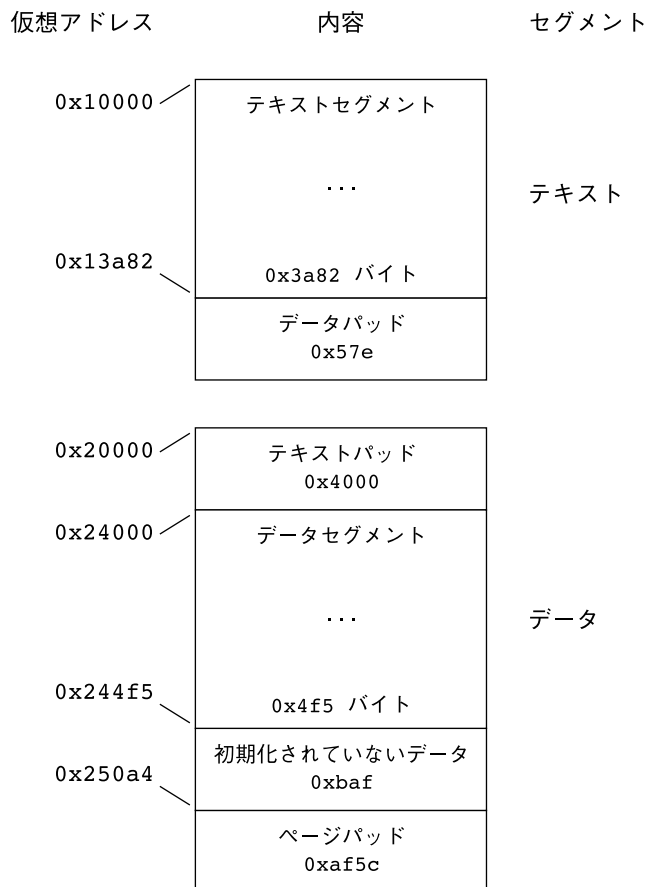 仮想アドレス 内容 セグメント
0x10000
テキストセグメント
...
テキスト
0x13a82
0x3a82 バイト
データパッド
0x57e
0x20000
テキストパッド
0x4000
0x24000
データセグメント
...
データ
0x244f5
0x4f5 バイト
初期化されていないデータ
0xbaf
0x250a4
ページパッド
0xaf5c